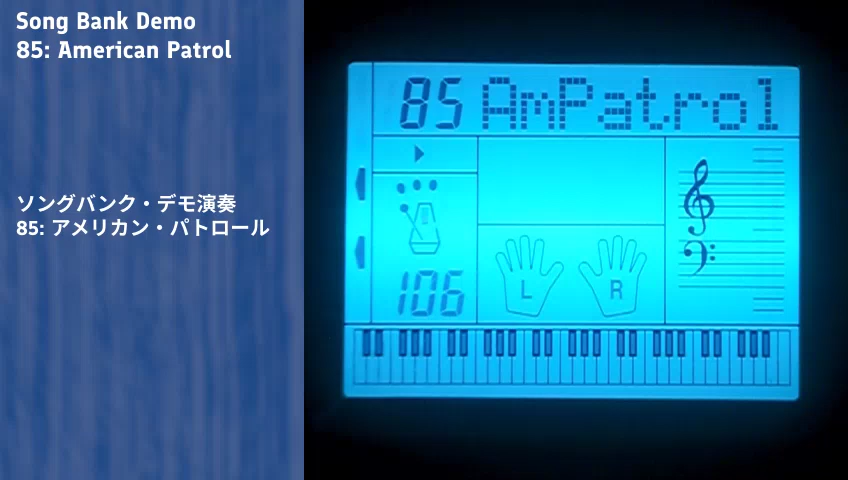 Song Bank Demo
85: American Patrol
ソングバンク・デモ演奏
85: アメリカン・パトロール
85 AmPatrol
106
L R